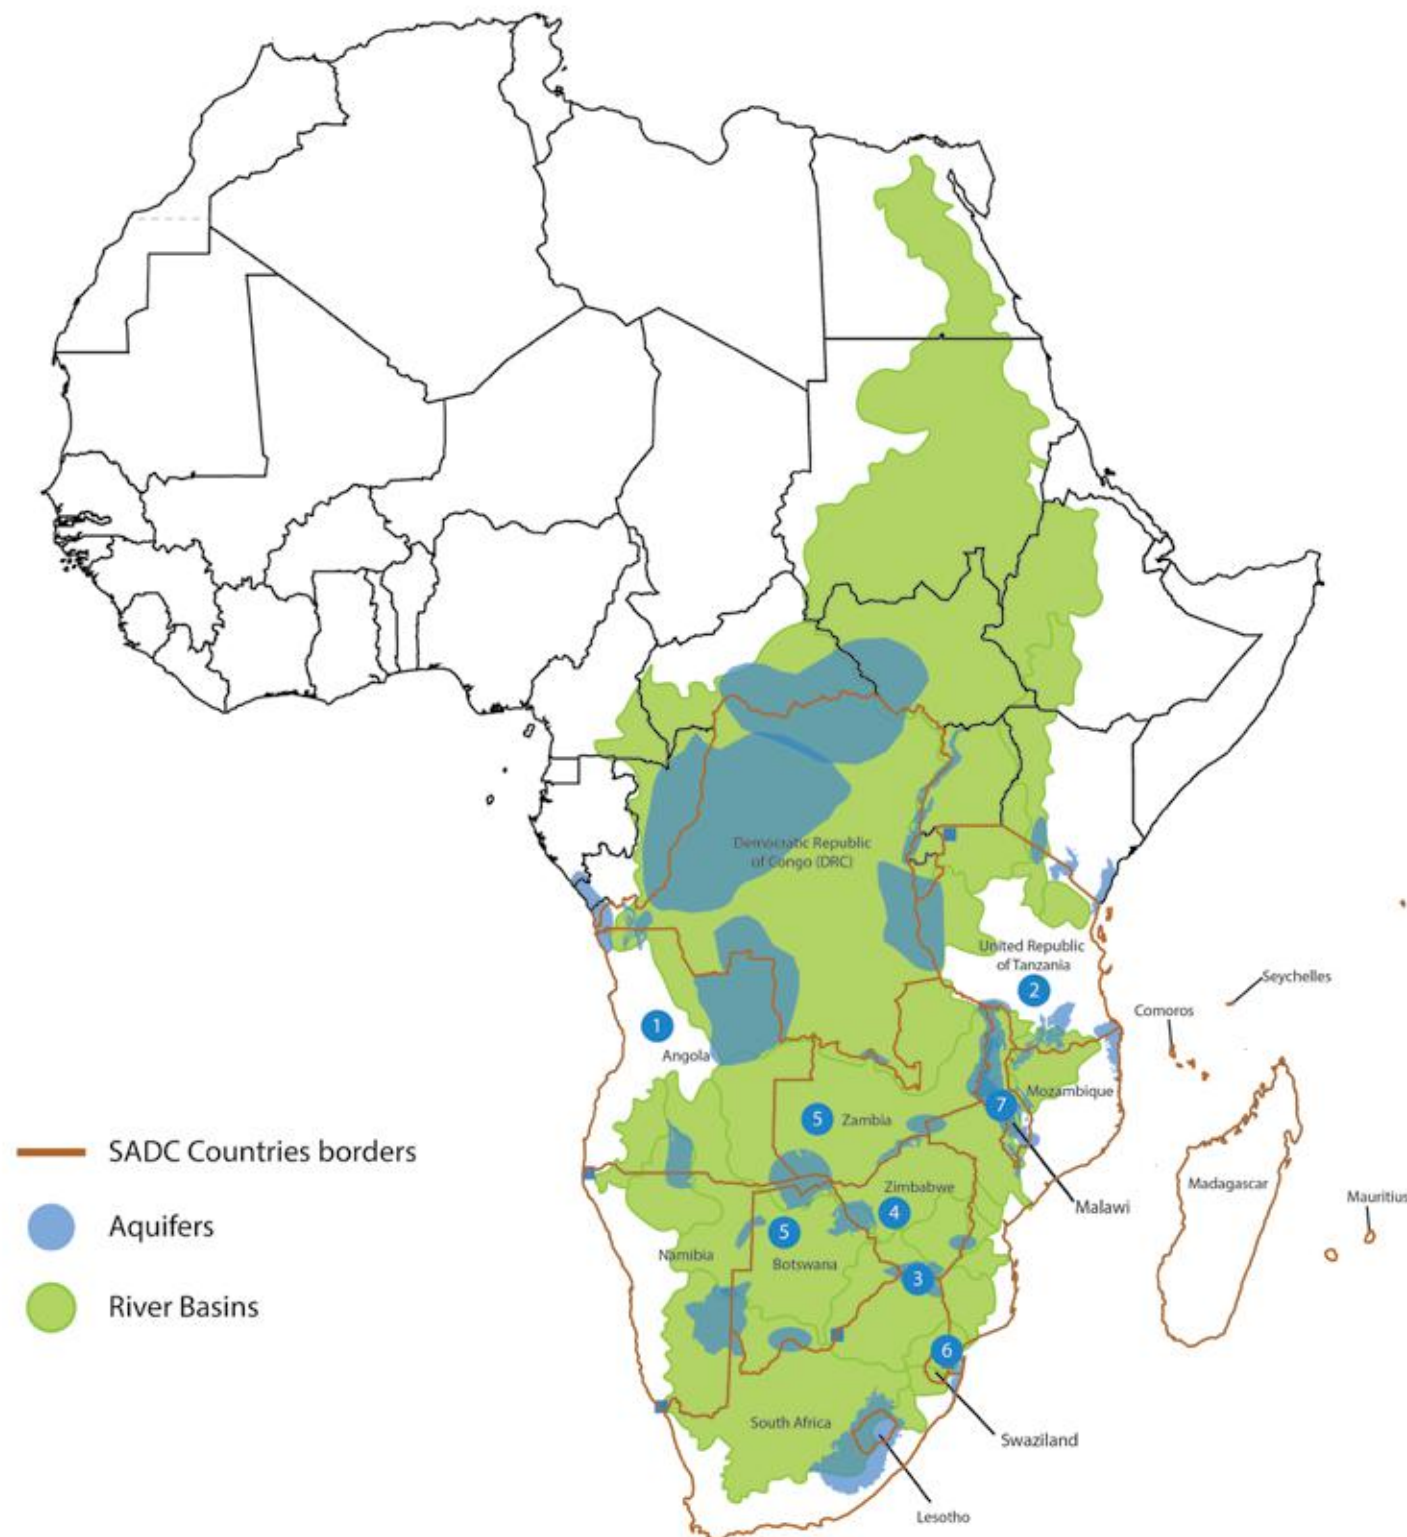 Democratic Republic
of Congo (DRC)
United Republic
of Tanzania
2
Seychelles
Comoros
1
Angola
Mozambique
7
5
Zambia
SADC Countries borders
Madagascar
Zimbabwe
Malawi
Mauritius
4
Aquifers
5
Namibia
Botswana
3
River Basins
6
South Africa
Swaziland
Lesotho